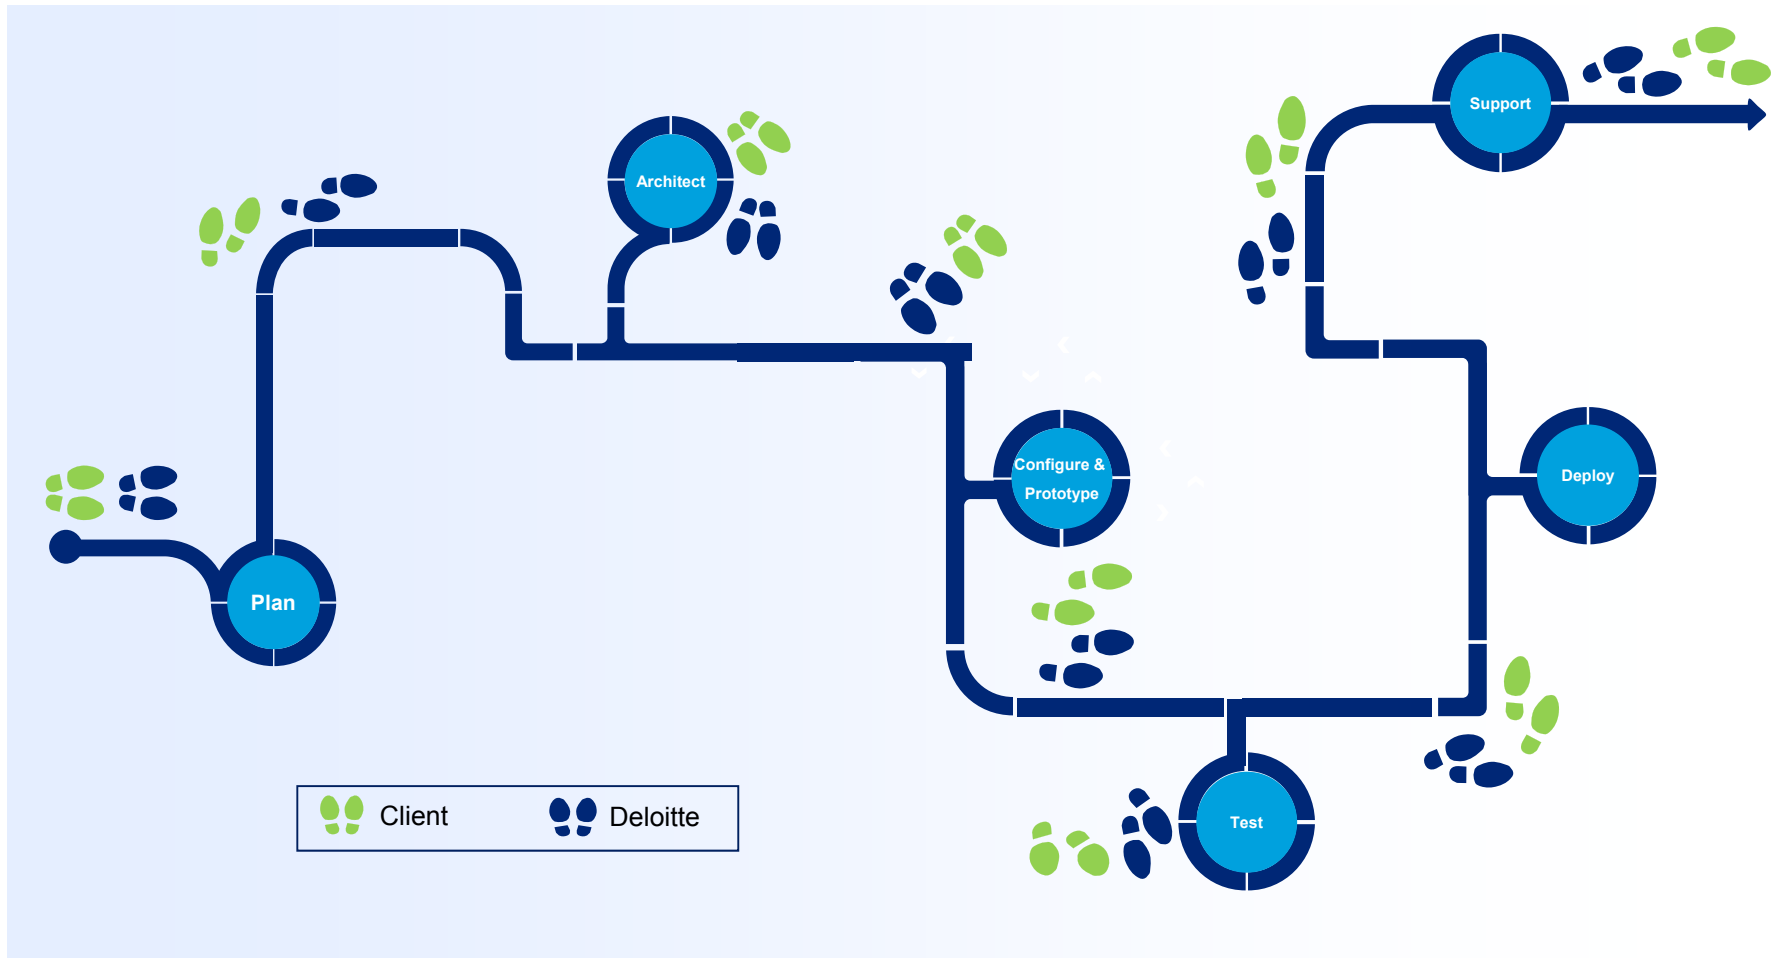 Support
Architect
Configure &
Prototype
Deploy
Plan
Client
Deloitte
Test